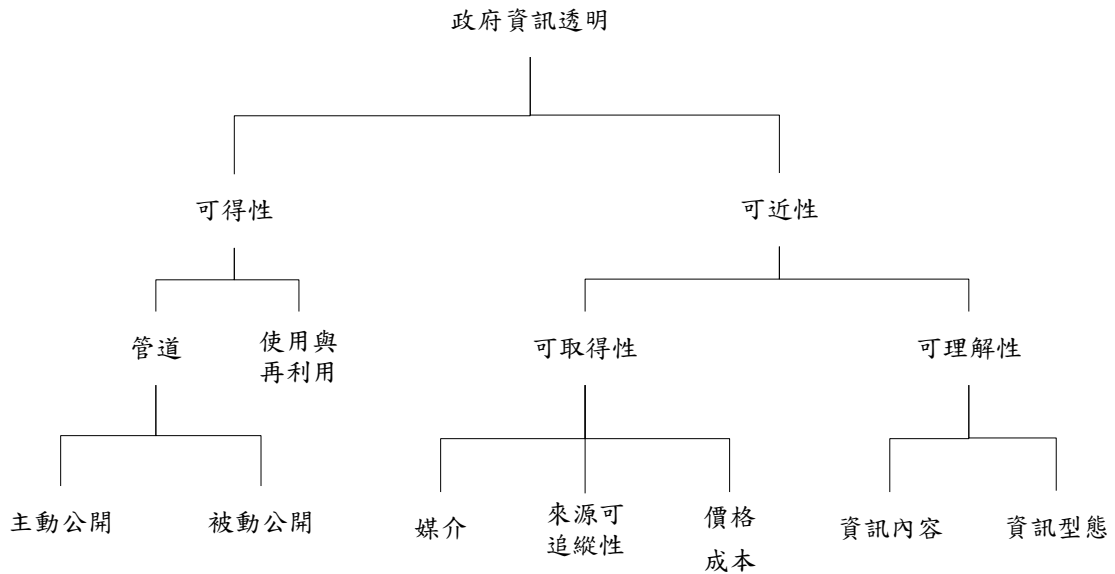 政府資訊透明
可得性
可近性
管道
使用與
再利用
可取得性
可理解性
主動公開
被動公開
媒介
來源可
追縱性
價格
成本
資訊內容
資訊型態